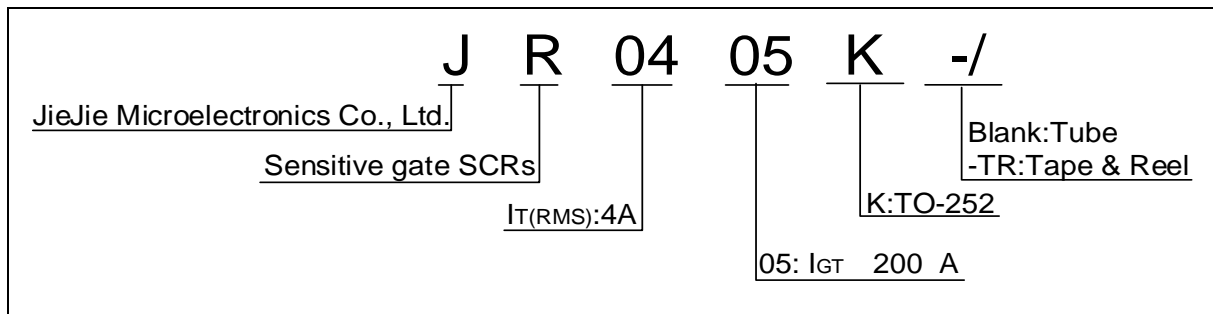 J R 04 05 K -/
JieJie Microelectronics Co., Ltd.
Sensitive gate SCRs
IT(RMS):4A
05: IGT 200 A
K:TO-252
Blank:Tube
-TR:Tape & Reel